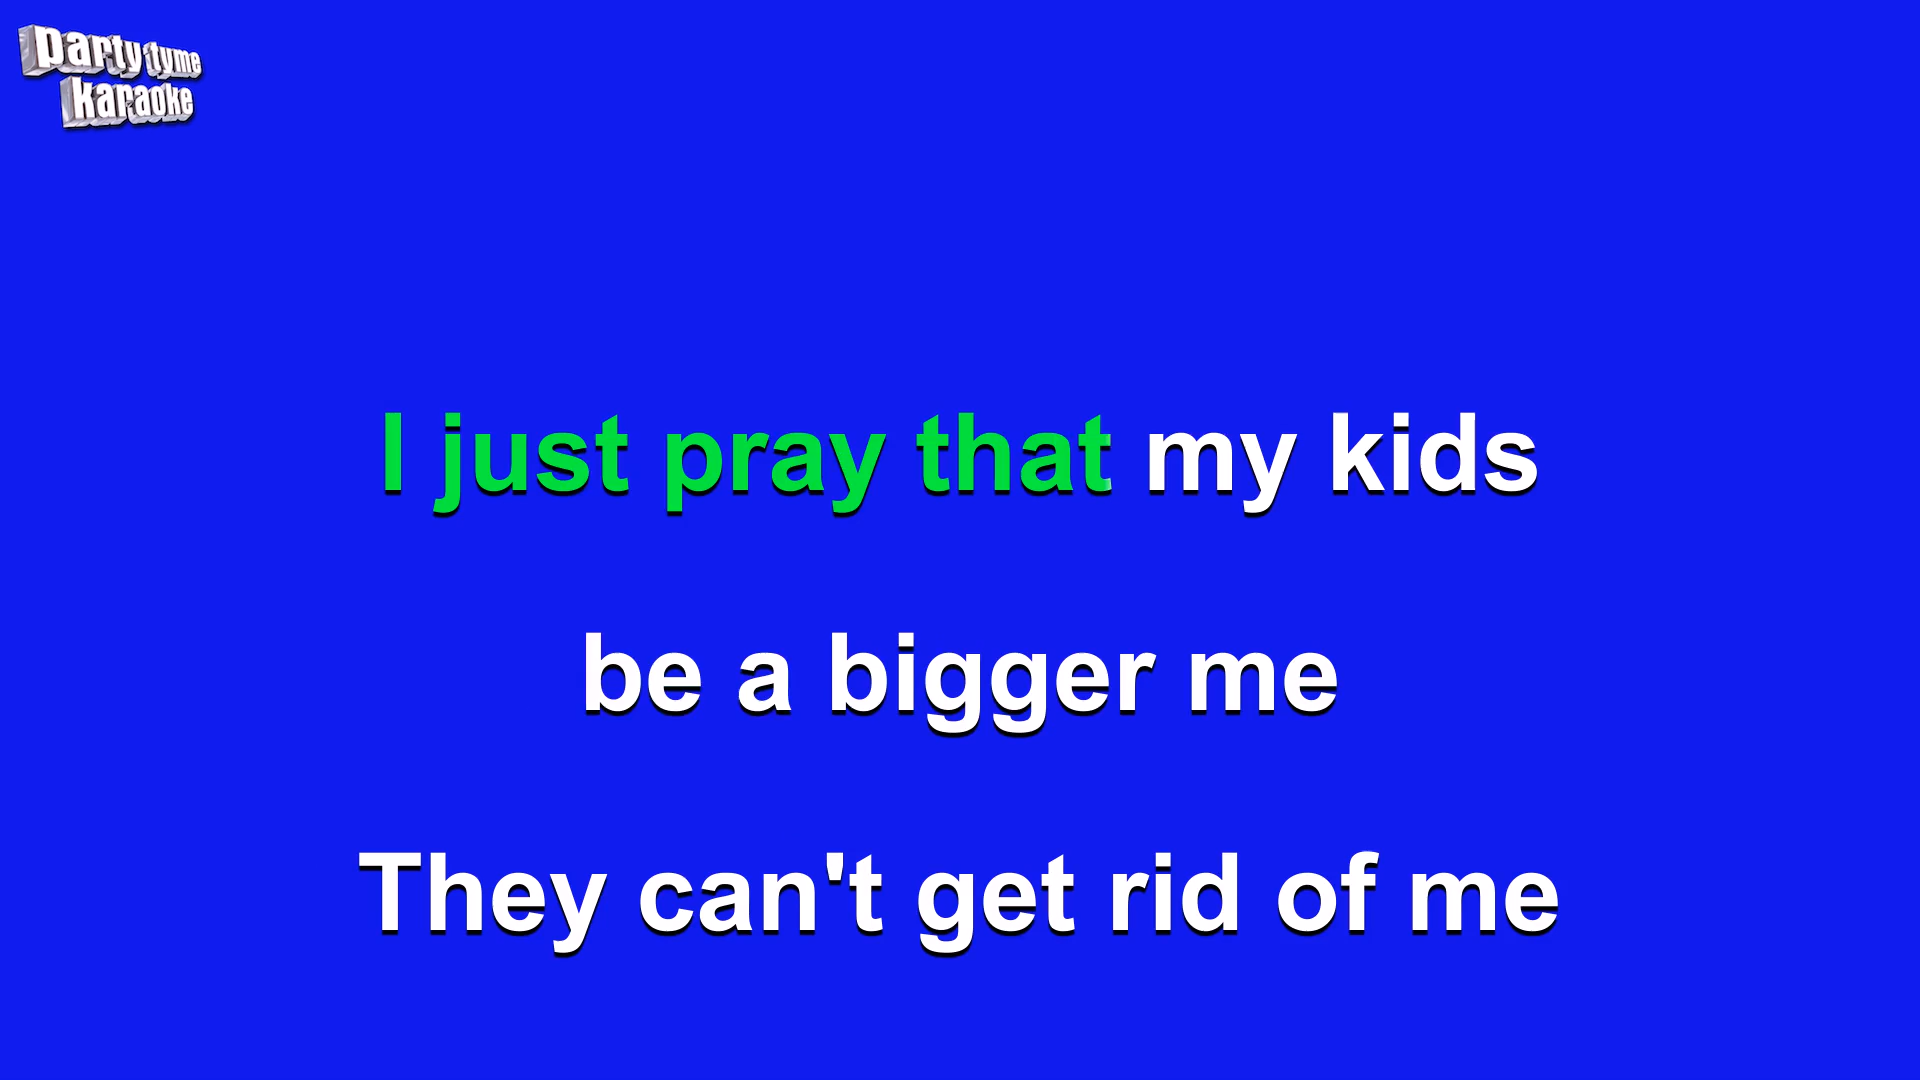 party tyme
karaoke
I just pray that my kids
be a bigger me
They can't get rid of me